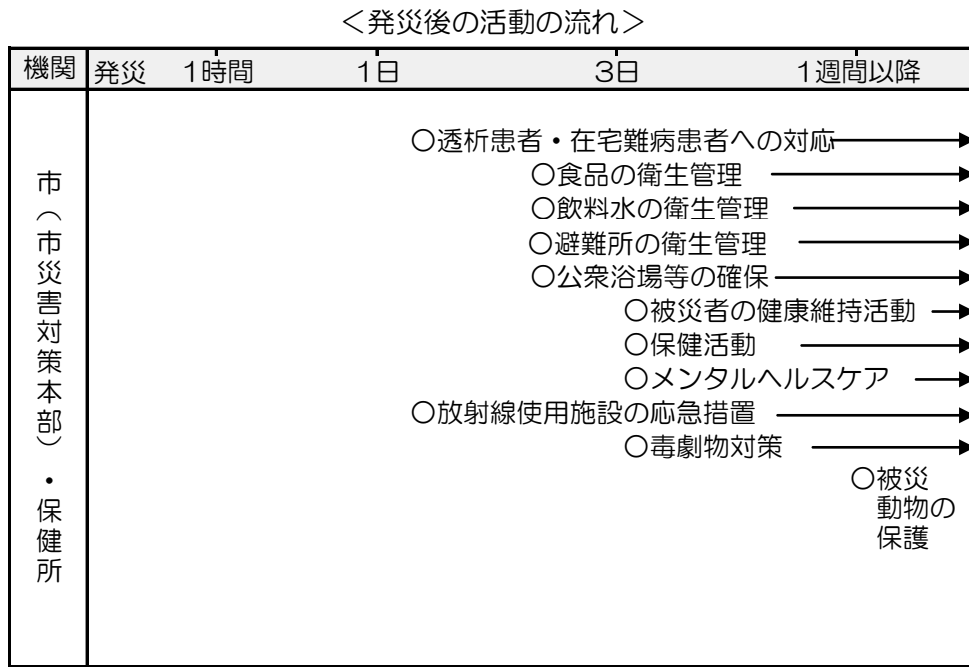 ＜発災後の活動の流れ＞
機関 発災 1時間 1日 3日 1週間以降
市（市災害対策本部）・保健所
○透析患者・在宅難病患者への対応
○食品の衛生管理
○飲料水の衛生管理
○避難所の衛生管理
○公衆浴場等の確保
○被災者の健康維持活動
○保健活動
○メンタルヘルスケア
○放射線使用施設の応急措置
○毒劇物対策
○被災
動物の
保護